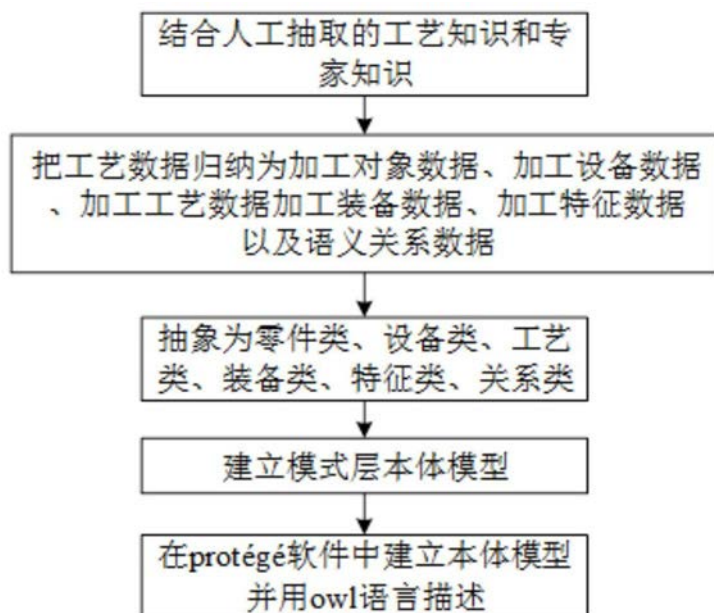 结合人工抽取的工艺知识和专
家知识
把工艺数据归纳为加工对象数据、加工设备数据
、加工工艺数据加工装备数据、加工特征数据
以及语义关系数据
抽象为零件类、设备类、工艺
类、装备类、特征类、关系类
建立模式层本体模型
在protégé软件中建立本体模型
并用owl语言描述